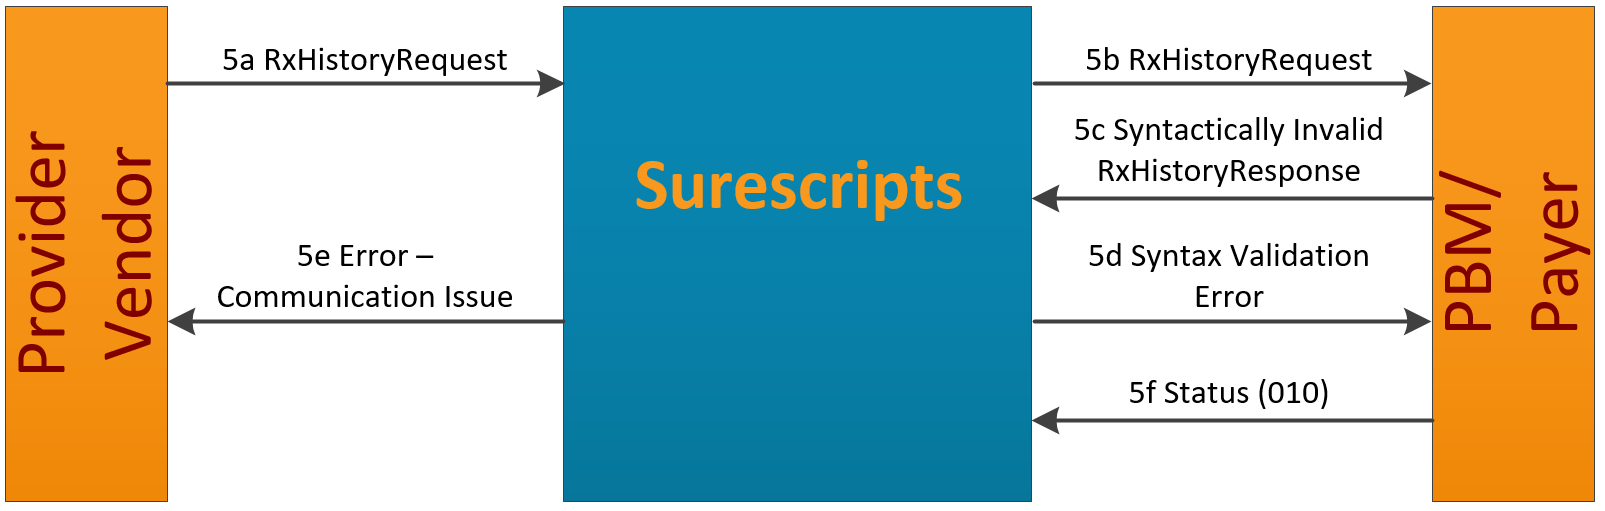 Provider
Vendor
5a RxHistoryRequest
5e Error –
Communication Issue
Surescripts
5b RxHistoryRequest
5c Syntactically Invalid
RxHistoryResponse
5d Syntax Validation
Error
5f Status (010)
PBM/
Payer